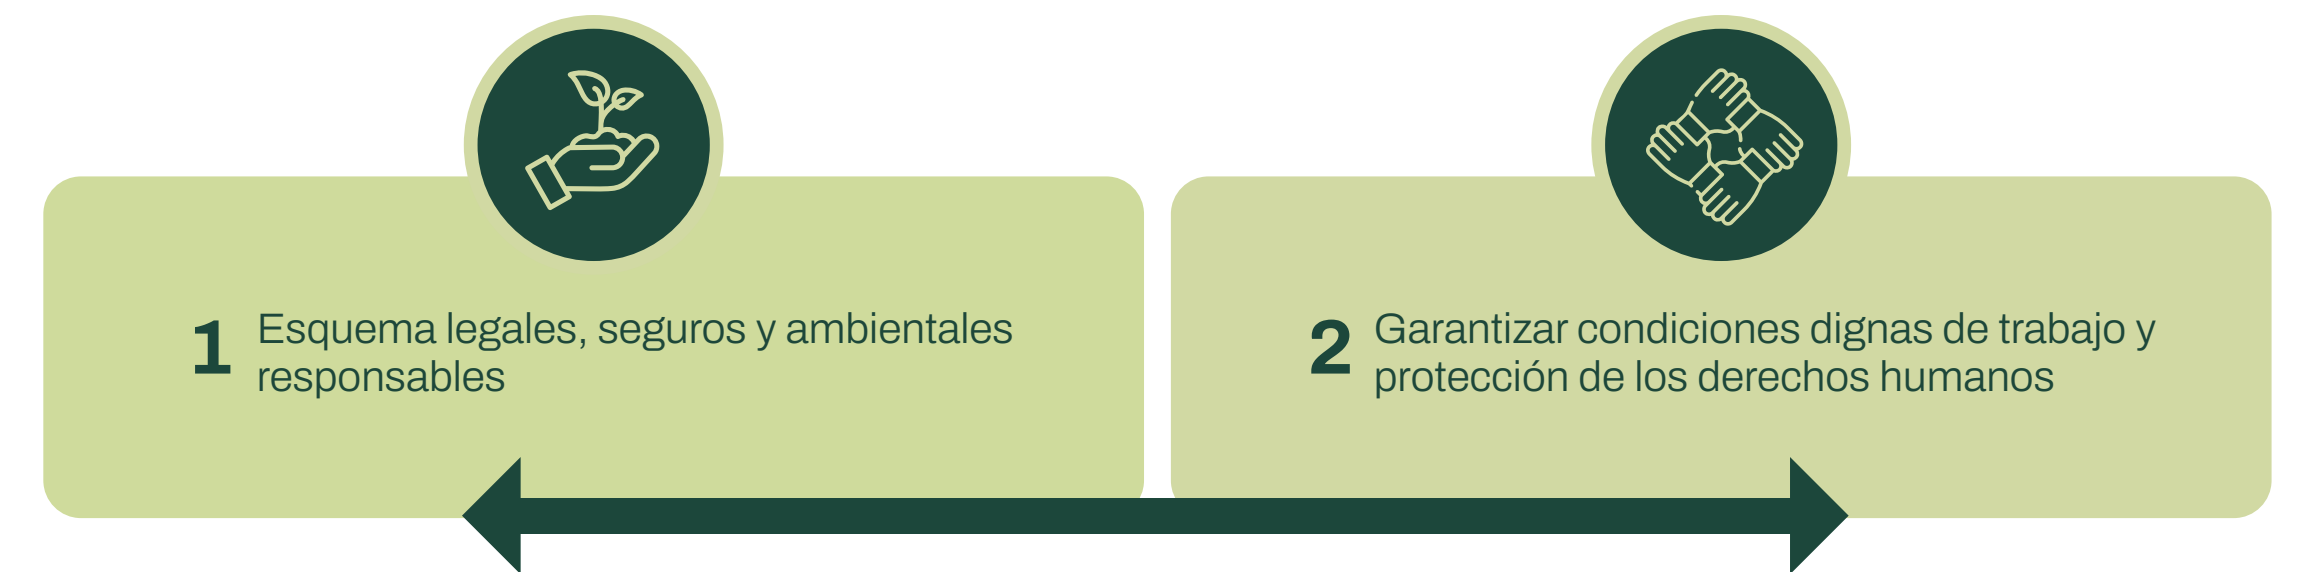 1
Esquema legales, seguros y ambientales
responsables
2
Garantizar condiciones dignas de trabajo y
protección de los derechos humanos